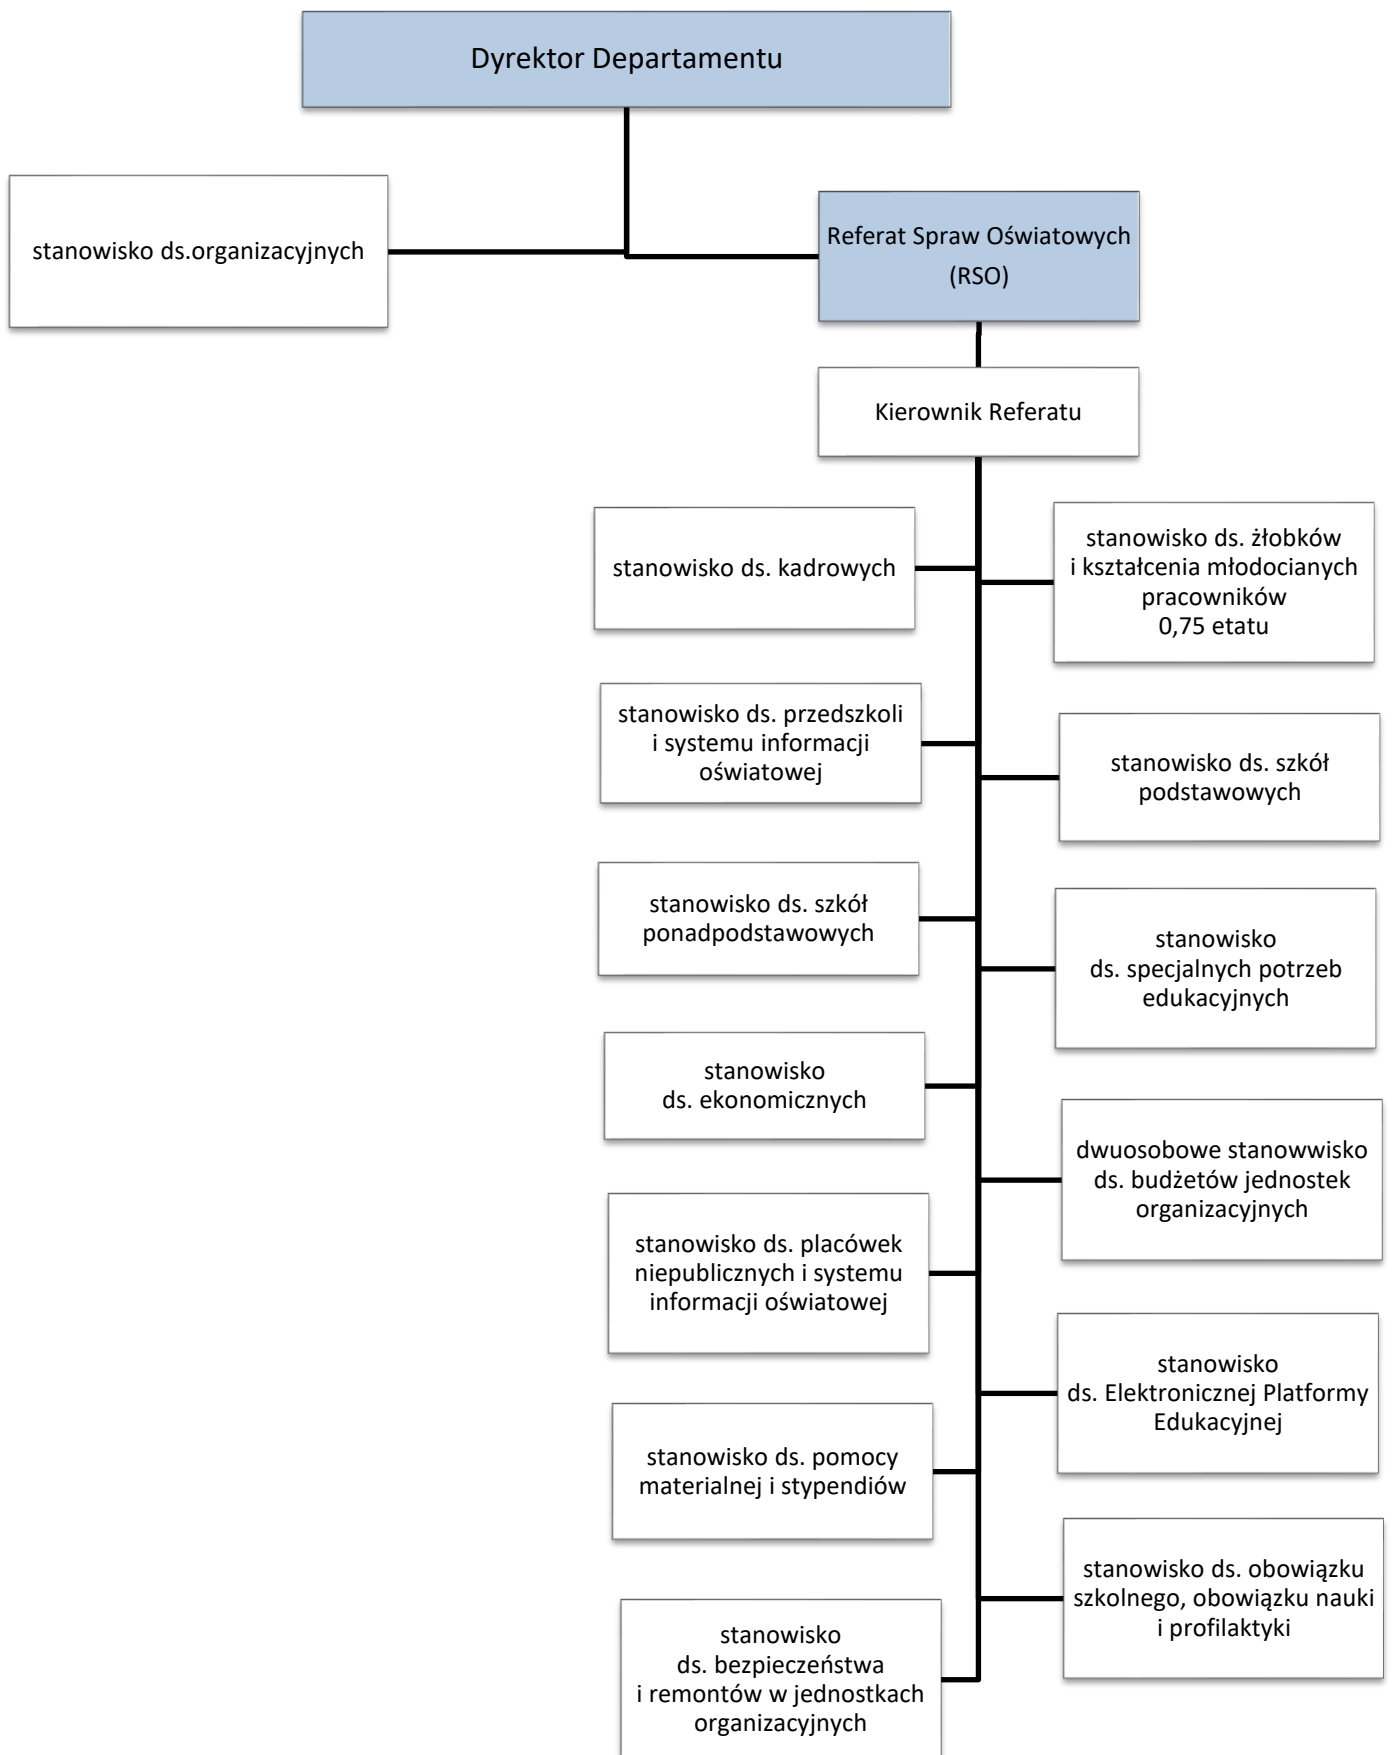 Dyrektor Departamentu
stanowisko ds.organizacyjnych
Referat Spraw Oświatowych
(RSO)
Kierownik Referatu
stanowisko ds. kadrowych
stanowisko ds. żłobków
i kształcenia młodocianych
pracowników
0,75 etatu
stanowisko ds. przedszkoli
i systemu informacji
oświatowej
stanowisko ds. szkół
podstawowych
stanowisko ds. szkół
ponadpodstawowych
stanowisko
ds. specjalnych potrzeb
edukacyjnych
stanowisko
ds. ekonomicznych
dwuosobowe stanowwisko
ds. budżetów jednostek
organizacyjnych
stanowisko ds. placówek
niepublicznych i systemu
informacji oświatowej
stanowisko
ds. Elektronicznej Platformy
Edukacyjnej
stanowisko ds. pomocy
materialnej i stypendiów
stanowisko ds. obowiązku
szkolnego, obowiązku nauki
i profilaktyki
stanowisko
ds. bezpieczeństwa
i remontów w jednostkach
organizacyjnych